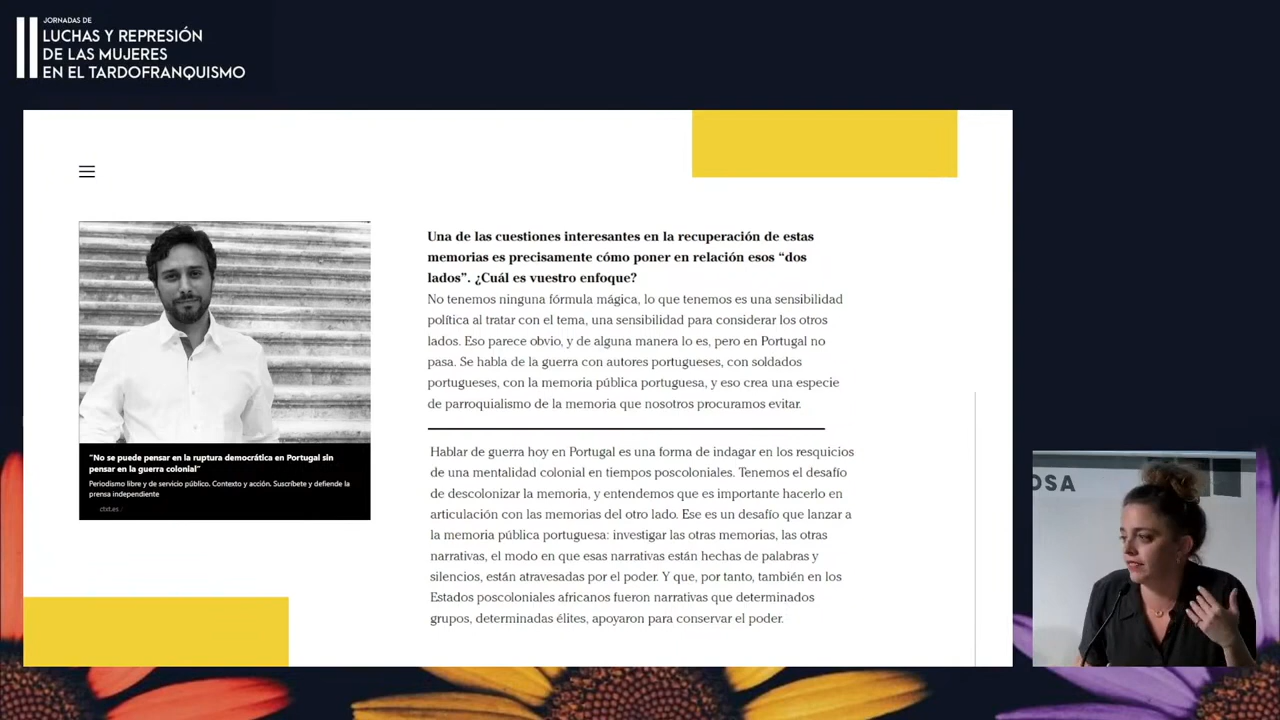 JORNADAS DE
LUCHAS Y REPRESIÓN
DE LAS MUJERES
EN EL TARDOFRANQUISMO
Una de las cuestiones interesantes en la recuperación de estas
memorias es precisamente cómo poner en relación esos “dos
lados”. ¿Cuál es vuestro enfoque?
No tenemos ninguna fórmula mágica, lo que tenemos es una sensibilidad
política al tratar con el tema, una sensibilidad para considerar los otros
lados. Eso parece obvio, y de alguna manera lo es, pero en Portugal no
pasa. Se habla de la guerra con autores portugueses, con soldados
portugueses, con la memoria pública portuguesa, y eso crea una especie
de parroquialismo de la memoria que nosotros procuramos evitar.
Hablar de guerra hoy en Portugal es una forma de indagar en los resquicios
de una mentalidad colonial en tiempos poscoloniales. Tenemos el desafío
de descolonizar la memoria, y entendemos que es importante hacerlo en
articulación con las memorias del otro lado. Ese es un desafío que lanzar a
la memoria pública portuguesa: investigar las otras memorias, las otras
narrativas, el modo en que esas narrativas están hechas de palabras y
silencios, están atravesadas por el poder. Y que, por tanto, también en los
Estados poscoloniales africanos fueron narrativas que determinados
grupos, determinadas élites, apoyaron para conservar el poder.
“No se puede pensar en la ruptura democrática en Portugal sin
pensar en la guerra colonial”
Periodismo libre y de servicio público. Contexto y acción. Suscríbete y defiende la
prensa independiente
ctxt.es /
OSA